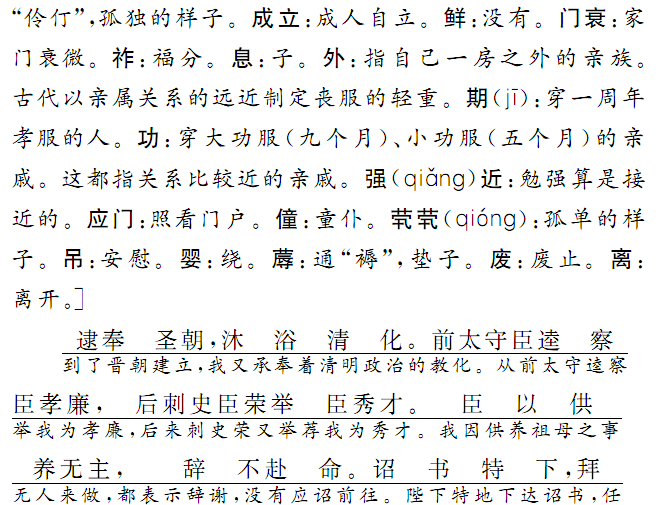 “伶仃”，孤独的样子。成立：成人自立。鲜：没有。门衰：家
门衰微。祚：福分。息：子。外：指自己一房之外的亲族。
古代以亲属关系的远近制定丧服的轻重。期（jī）：穿一周年
孝服的人。功：穿大功服（九个月）、小功服（五个月）的亲
戚。这都指关系比较近的亲戚。强（qiǎng）近：勉强算是接
近的。应门：照看门户。僮：童仆。茕茕（qióng）：孤单的样
子。吊：安慰。婴：绕。蓐：通“褥”，垫子。废：废止。离：
离开。]
逮奉 圣朝，沐 浴 清 化。前太守臣逵 察
到了晋朝建立，我又承奉着清明政治的教化。从前太守逵察
臣孝廉， 后刺史臣荣举 臣秀才。 臣 以 供
举我为孝廉，后来刺史荣又举荐我为秀才。我因供养祖母之事
养无主， 辞 不赴 命。诏 书 特 下，拜
无人来做，都表示辞谢，没有应诏前往。陛下特地下达诏书，任